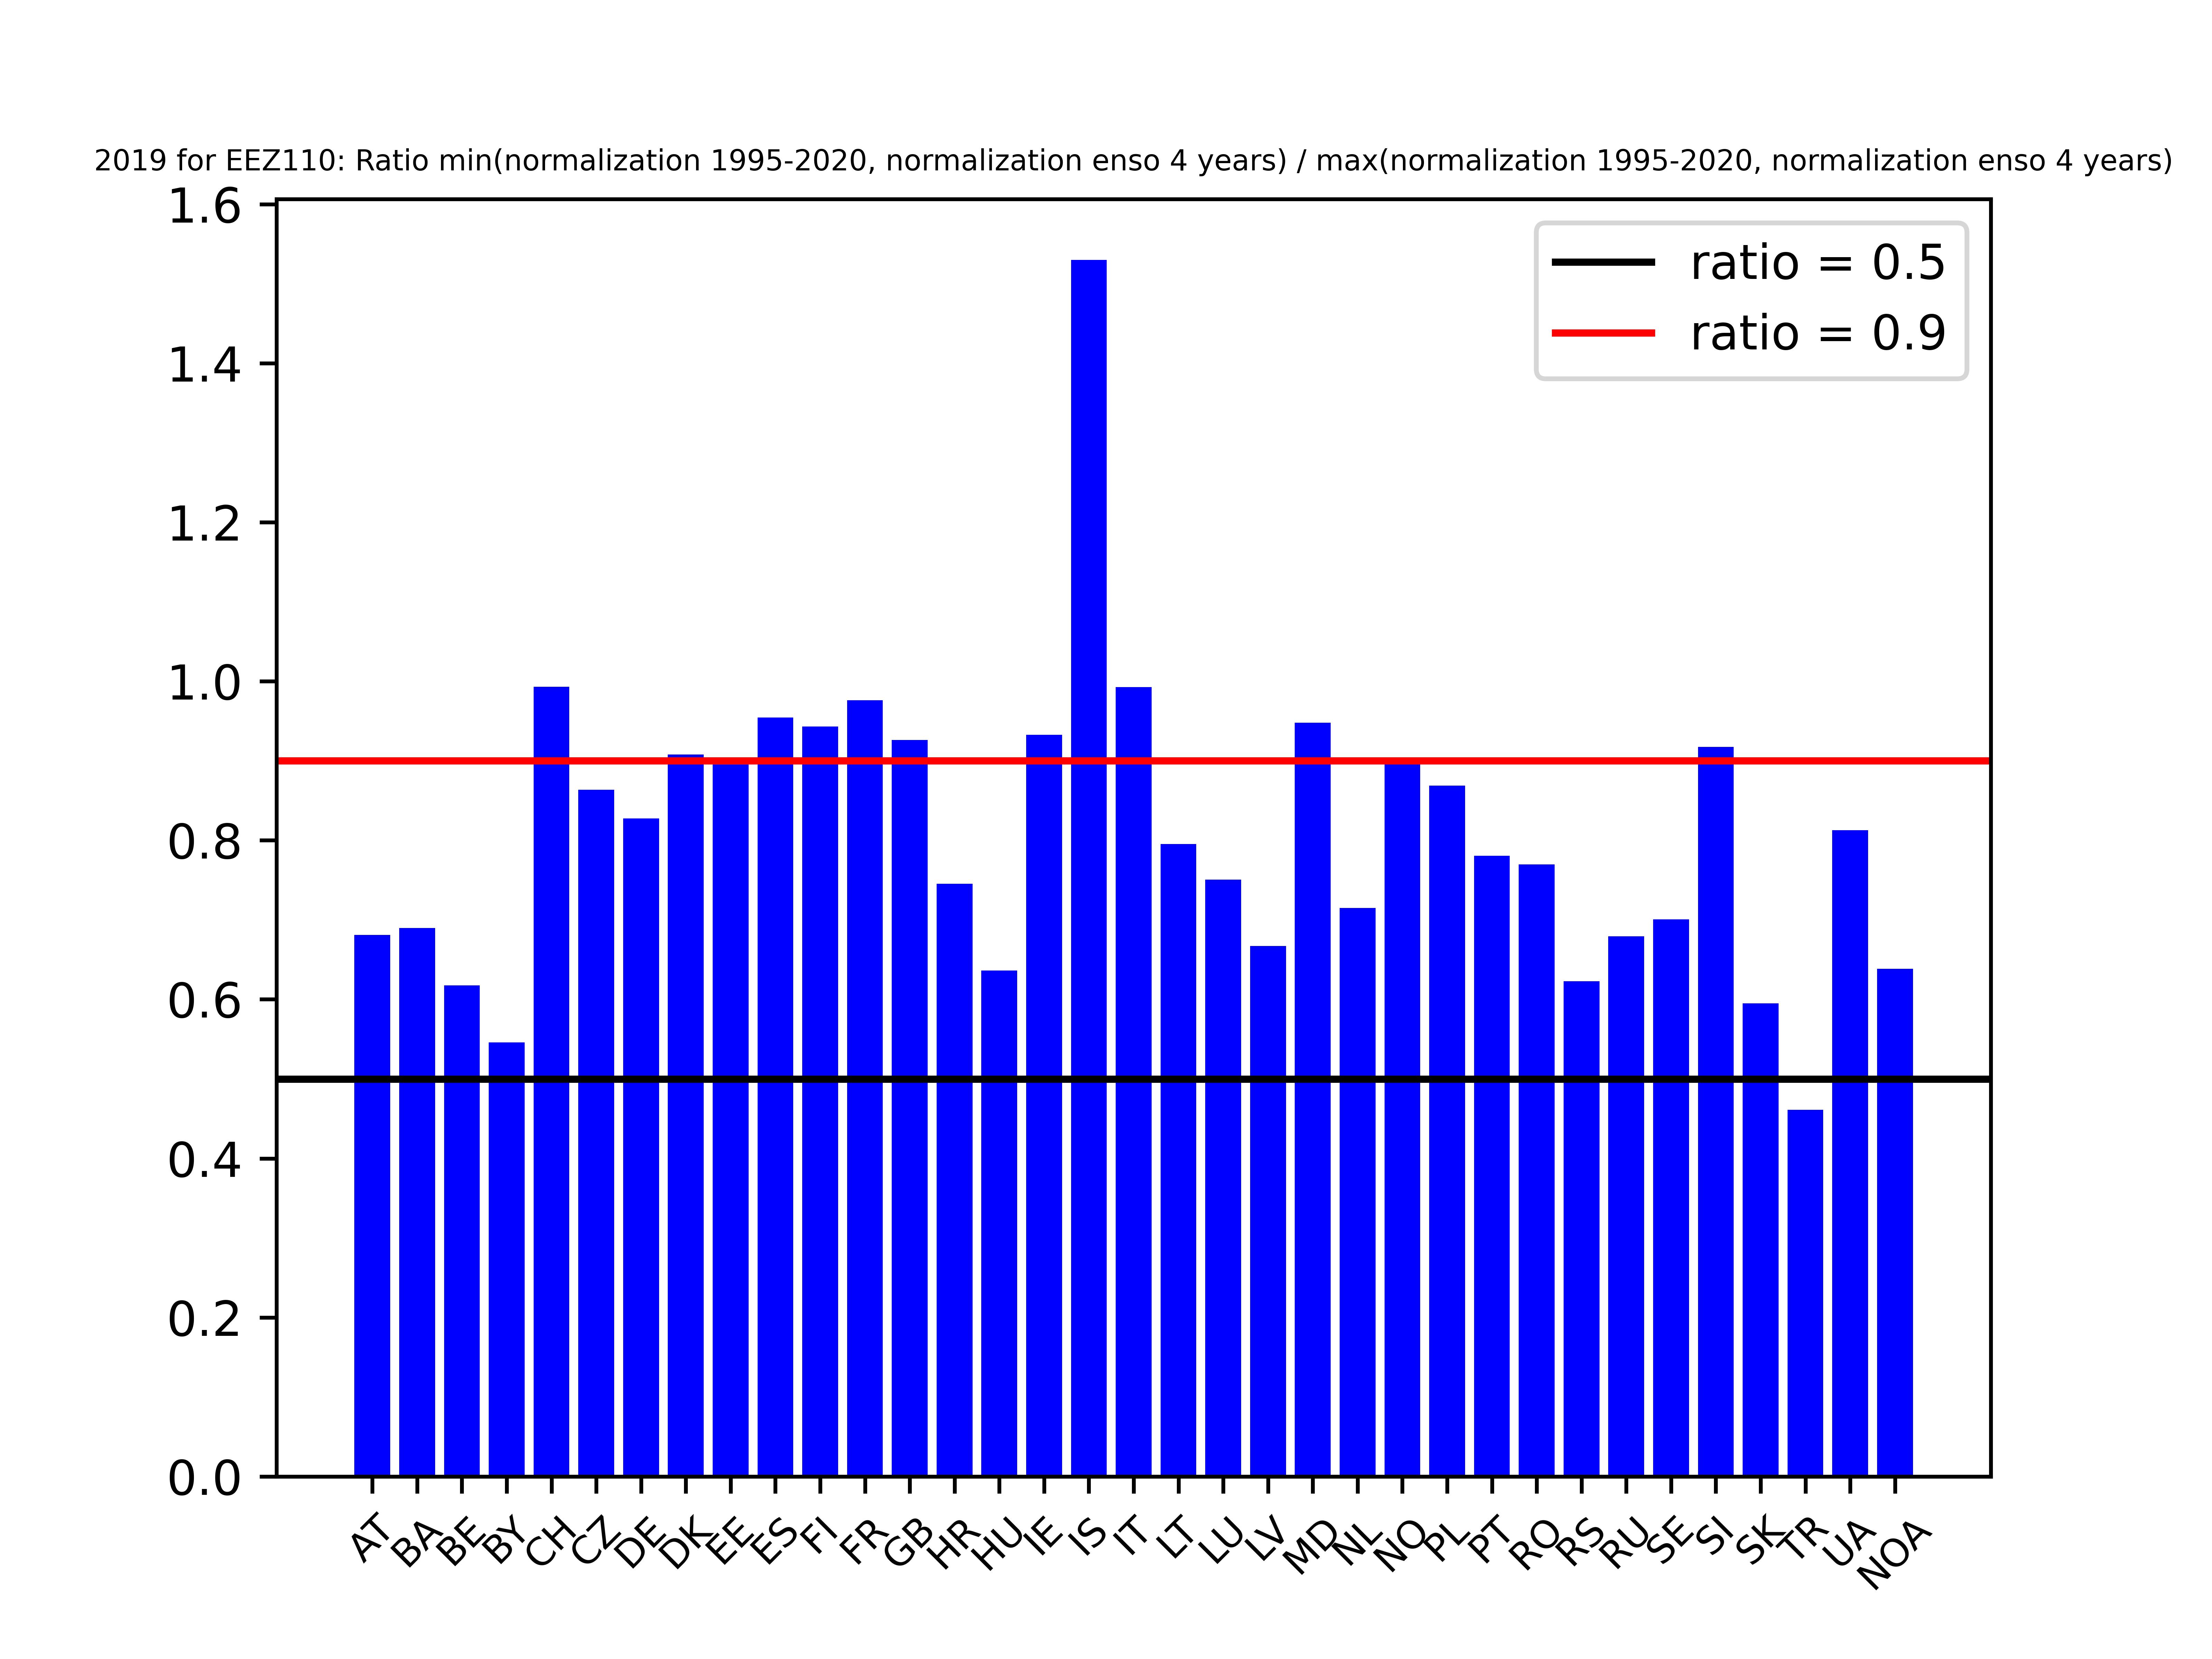 2019 for EEZ110: Ratio min(normalization 1995-2020, normalization enso 4 years) / max(normalization 1995-2020, normalization enso 4 years)
1.6
1.4
1.2
1.0
0.8
0.6
0.4
0.2
0.0
ratio = 0.5
ratio = 0.9
AT BA BE BY CH CZ DE DK EE ES FI FR GB HR HU IE IS IT LT LU LV MD NL NO PL PT RO RS RU SE SI SK TR UA NOA